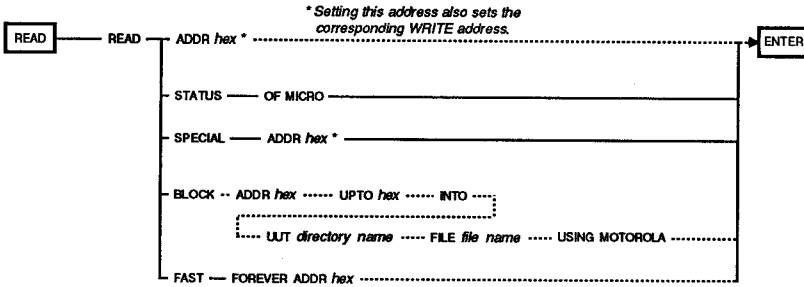 * Setting this address also sets the
corresponding WRITE address.
READ READ ADDR hex * ENTER
STATUS OF MICRO
SPECIAL ADDR hex *
BLOCK ADDR hex UPTO hex INTO
UUT directory name FILE file name USING MOTOROLA
FAST FOREVER ADDR hex